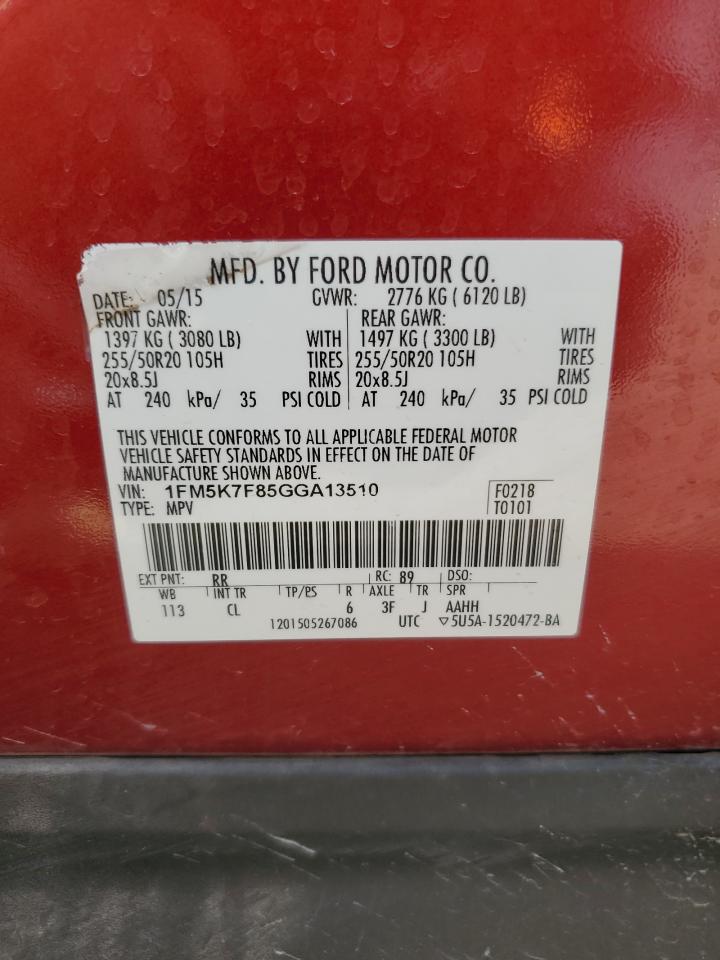 MFD. BY FORD MOTOR CO.
DATE: 05/15 GVWR: 2776 KG ( 6120 LB)
FRONT GAWR: REAR GAWR:
1397 KG ( 3080 LB) WITH 1497 KG ( 3300 LB) WITH
255/50R20 105H TIRES 255/50R20 105H TIRES
20x8.5J RIMS 20x8.5J RIMS
AT 240 kPa/ 35 PSI COLD AT 240 kPa/ 35 PSI COLD
THIS VEHICLE CONFORMS TO ALL APPLICABLE FEDERAL MOTOR
VEHICLE SAFETY STANDARDS IN EFFECT ON THE DATE OF
MANUFACTURE SHOWN ABOVE.
VIN: 1FM5K7F85GGA13510 F0218
TYPE: MPV T0101
EXT PNT: RR RC: 89 DSO:
WB INT TR TP/PS R AXLE TR SPR
113 CL 6 3F J AAHH
1201505267086 UTC ▽5U5A-1520472-BA